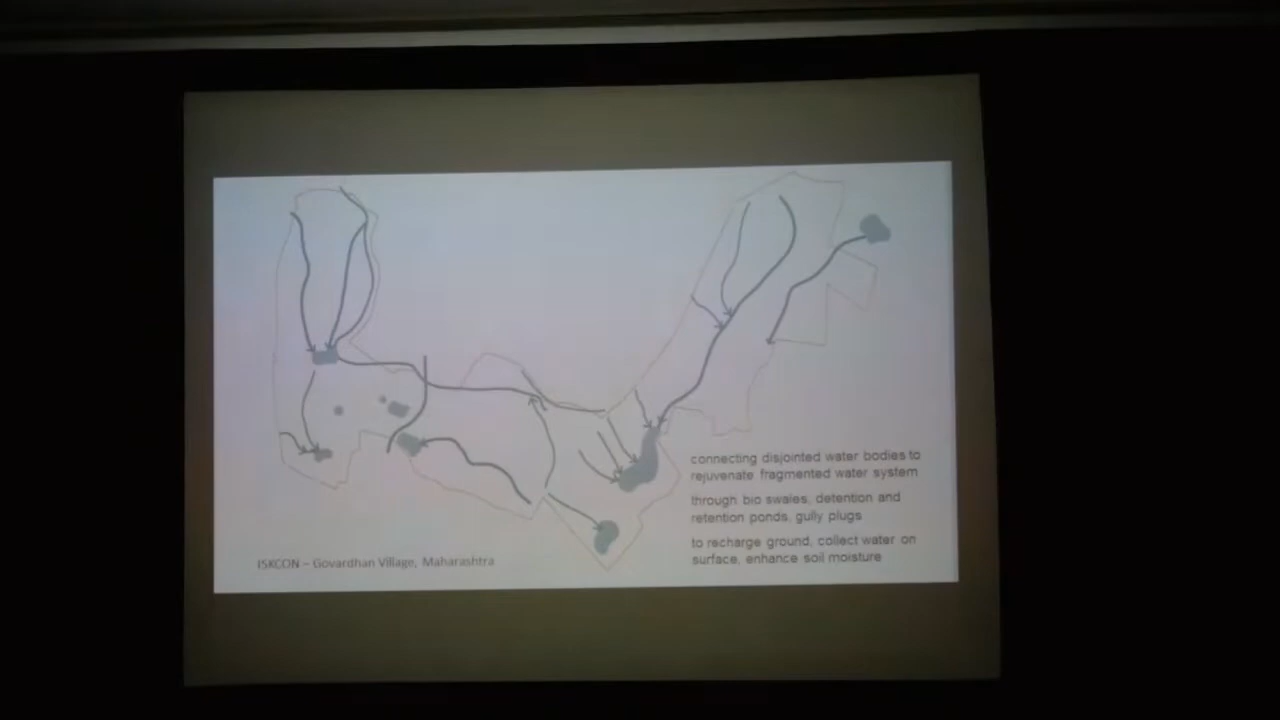 connecting disjointed water bodies to
rejuvenate fragmented water system
through bio swales, detention and
retention ponds, gully plugs
to recharge ground, collect water on
surface, enhance soil moisture
ISKCON – Govardhan Village, Maharashtra